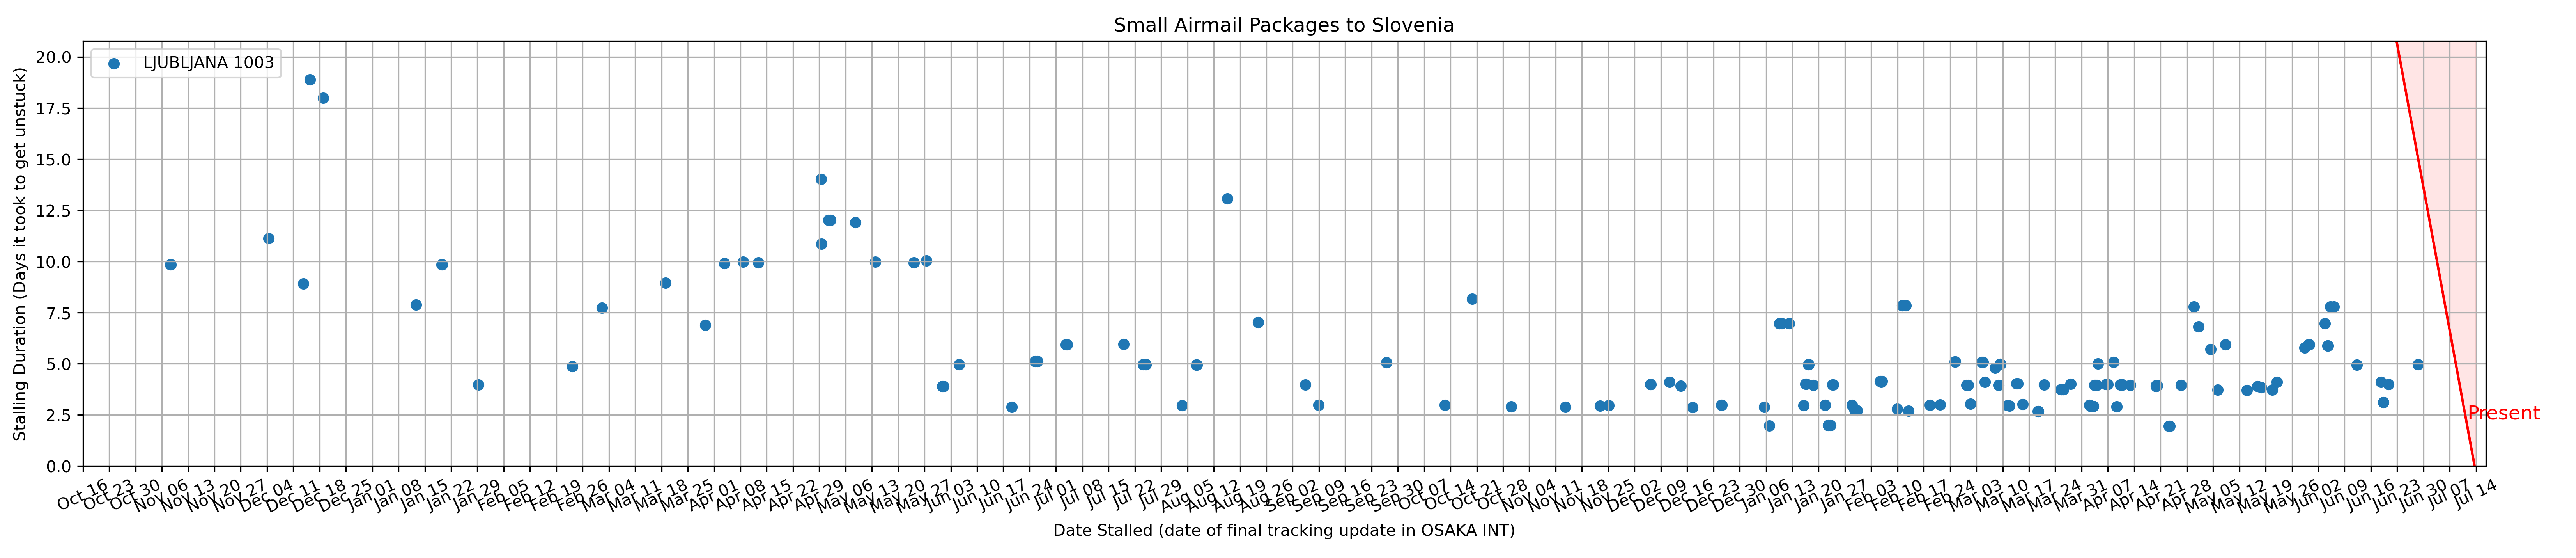 Small Airmail Packages to Slovenia
LJUBLJANA 1003
Stalling Duration (Days it took to get unstuck)
20.0
17.5
15.0
12.5
10.0
7.5
5.0
2.5
0.0
Present
Oct 16 Oct 23 Oct 30 Nov 06 Nov 13 Nov 20 Nov 27 Dec 04 Dec 11 Dec 18 Dec 25 Jan 01 Jan 08 Jan 15 Jan 22 Jan 29 Feb 05 Feb 12 Feb 19 Feb 26 Mar 04 Mar 11 Mar 18 Mar 25 Apr 01 Apr 08 Apr 15 Apr 22 Apr 29 May 06 May 13 May 20 May 27 Jun 03 Jun 10 Jun 17 Jun 24 Jul 01 Jul 08 Jul 15 Jul 22 Jul 29 Aug 05 Aug 12 Aug 19 Aug 26 Sep 02 Sep 09 Sep 16 Sep 23 Sep 30 Oct 07 Oct 14 Oct 21 Oct 28 Nov 04 Nov 11 Nov 18 Nov 25 Dec 02 Dec 09 Dec 16 Dec 23 Dec 30 Jan 06 Jan 13 Jan 20 Jan 27 Feb 03 Feb 10 Feb 17 Feb 24 Mar 03 Mar 10 Mar 17 Mar 24 Mar 31 Apr 07 Apr 14 Apr 21 Apr 28 May 05 May 12 May 19 May 26 Jun 02 Jun 09 Jun 16 Jun 23 Jun 30 Jul 07 Jul 14
Date Stalled (date of final tracking update in OSAKA INT)